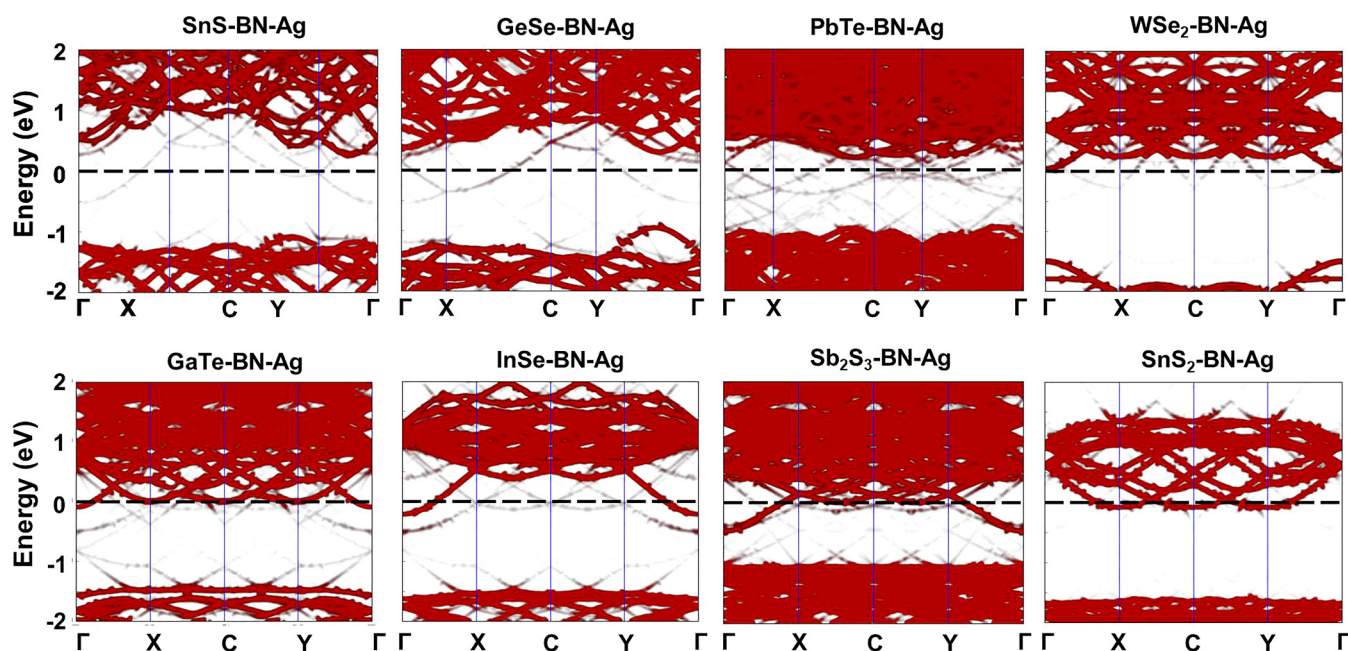 SnS-BN-Ag GeSe-BN-Ag PbTe-BN-Ag WSe₂-BN-Ag
Energy (eV)
2
1
0
-1
-2
Γ X C Y Γ Γ X C Y Γ Γ X C Y Γ Γ X C Y Γ
GaTe-BN-Ag InSe-BN-Ag Sb₂S₃-BN-Ag SnS₂-BN-Ag
Energy (eV)
2
1
0
-1
-2
Γ X C Y Γ Γ X C Y Γ Γ X C Y Γ Γ X C Y Γ